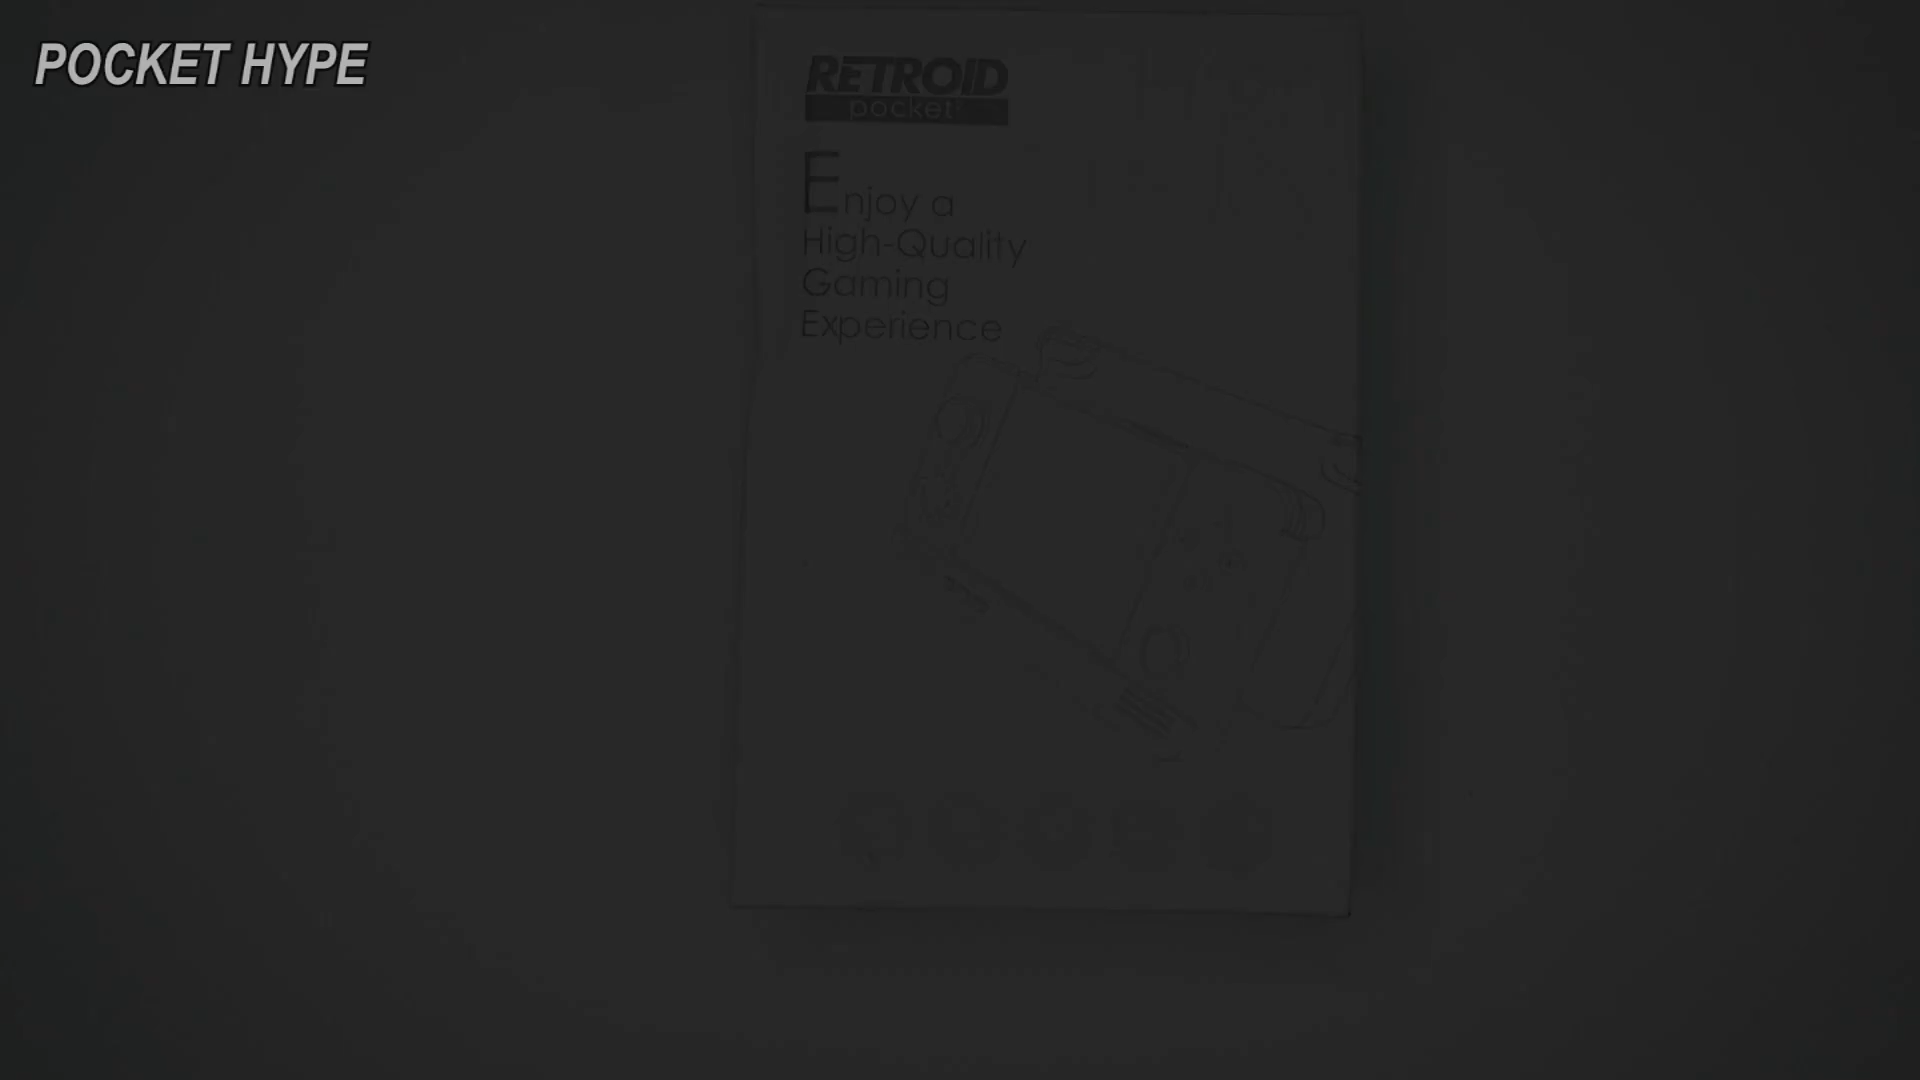 POCKET HYPE
RETROID
pocket
Enjoy a
High-Quality
Gaming
Experience